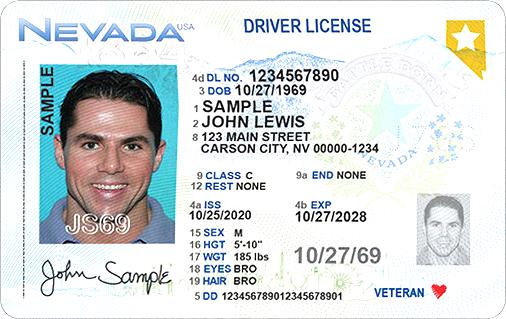 NEVADA USA DRIVER LICENSE
SAMPLE
4d DL NO. 1234567890
3 DOB 10/27/1969
1 SAMPLE
2 JOHN LEWIS
8 123 MAIN STREET
CARSON CITY, NV 00000-1234
9 CLASS C 9a END NONE
12 REST NONE
4a ISS 4b EXP
10/25/2020 10/27/2028
15 SEX M
16 HGT 5'-10"
17 WGT 185 lbs
18 EYES BRO
19 HAIR BRO
5 DD 12345678901234567890­1
10/27/69
VETERAN
JS69
John Sample
BATTLE BORN
NEVADA